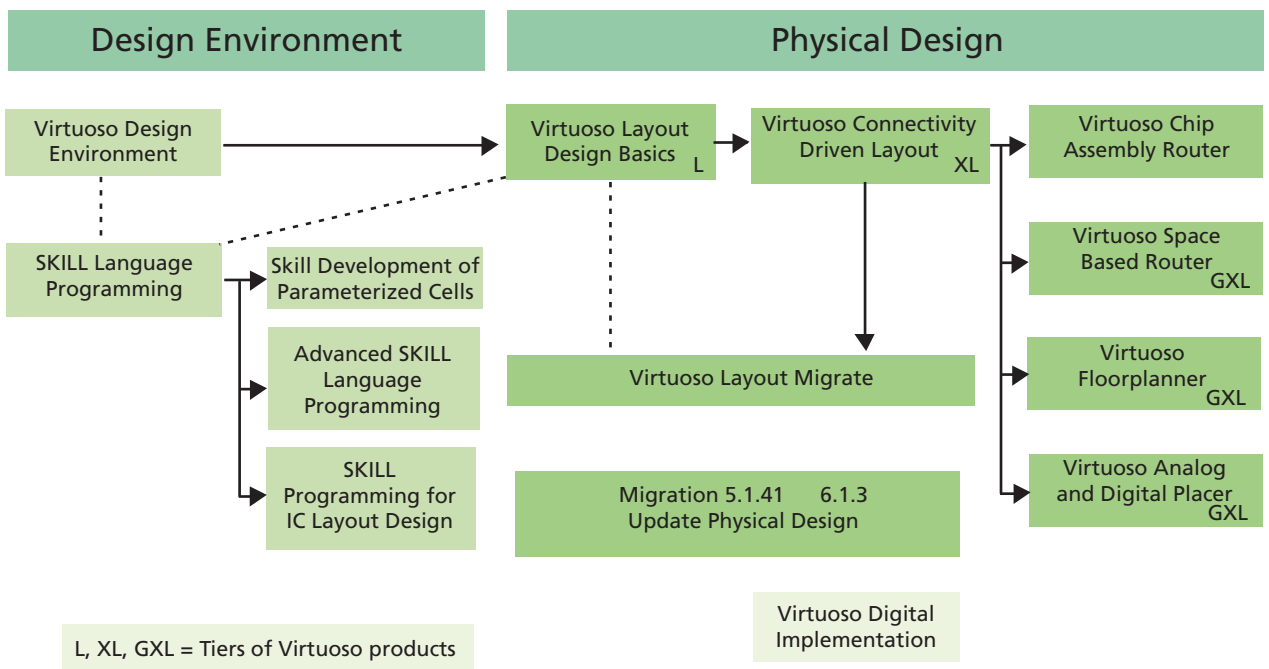 Design Environment
Physical Design
Virtuoso Design
Environment
Virtuoso Layout
Design Basics
L
Virtuoso Connectivity
Driven Layout
XL
Virtuoso Chip
Assembly Router
SKILL Language
Programming
Skill Development of
Parameterized Cells
Virtuoso Space
Based Router
GXL
Advanced SKILL
Language
Programming
Virtuoso Layout Migrate
Virtuoso
Floorplanner
GXL
SKILL
Programming for
IC Layout Design
Migration 5.1.41 6.1.3
Update Physical Design
Virtuoso Analog
and Digital Placer
GXL
L, XL, GXL = Tiers of Virtuoso products
Virtuoso Digital
Implementation